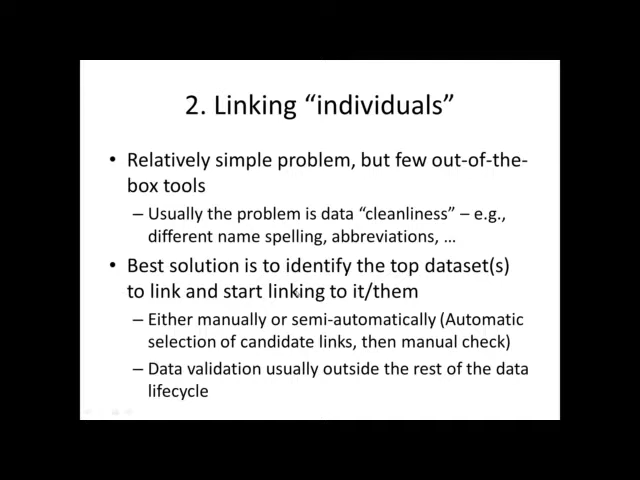 2. Linking “individuals”
• Relatively simple problem, but few out-of-the-
box tools
– Usually the problem is data “cleanliness” – e.g.,
different name spelling, abbreviations, …
• Best solution is to identify the top dataset(s)
to link and start linking to it/them
– Either manually or semi-automatically (Automatic
selection of candidate links, then manual check)
– Data validation usually outside the rest of the data
lifecycle